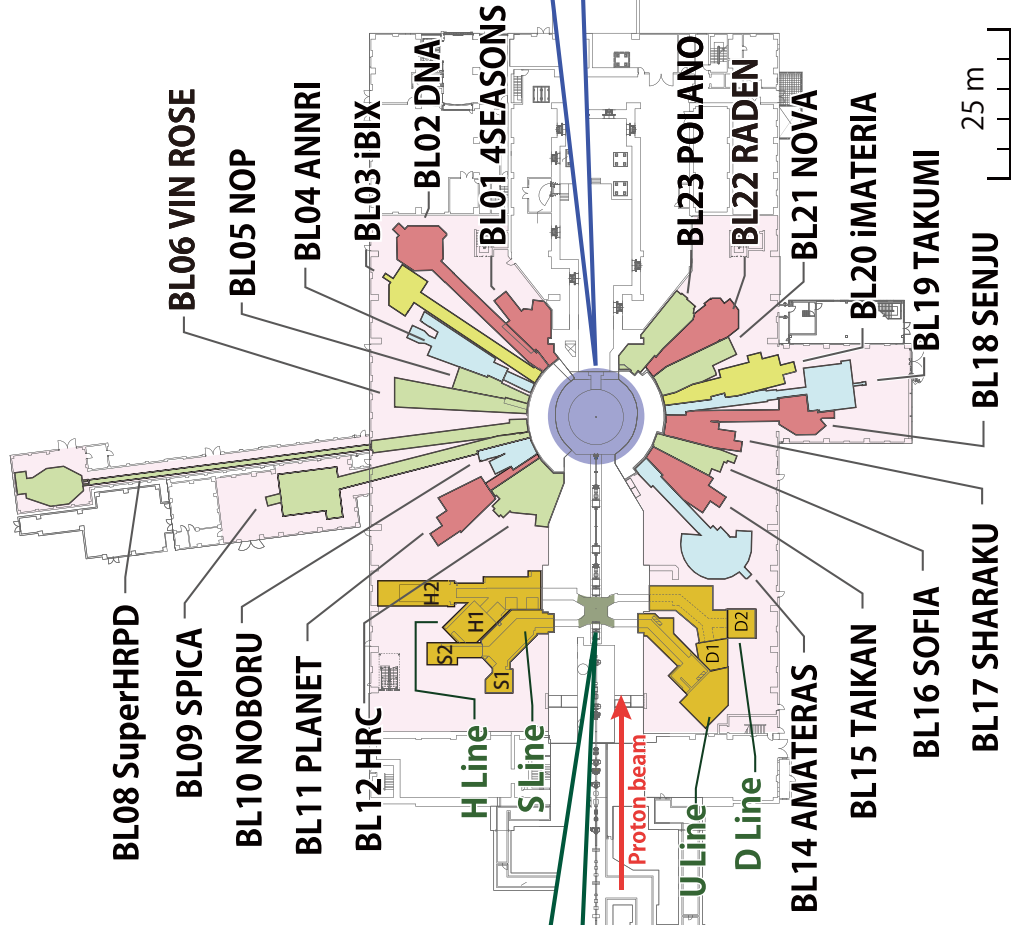 BL06 VIN ROSE
BL05 NOP
BL04 ANNRI
BL03 iBIX
BL02 DNA
BL01 4SEASONS
BL23 POLANO
BL22 RADEN
BL21 NOVA
BL20 iMATERIA
BL19 TAKUMI
BL18 SENJU
25 m
BL08 SuperHRPD
BL09 SPICA
BL10 NOBORU
BL11 PLANET
BL12 HRC
H Line
S Line
H2
H1
S2
S1
Proton beam
U Line
D Line
D1
D2
BL14 AMATERAS
BL15 TAIKAN
BL16 SOFIA
BL17 SHARAKU